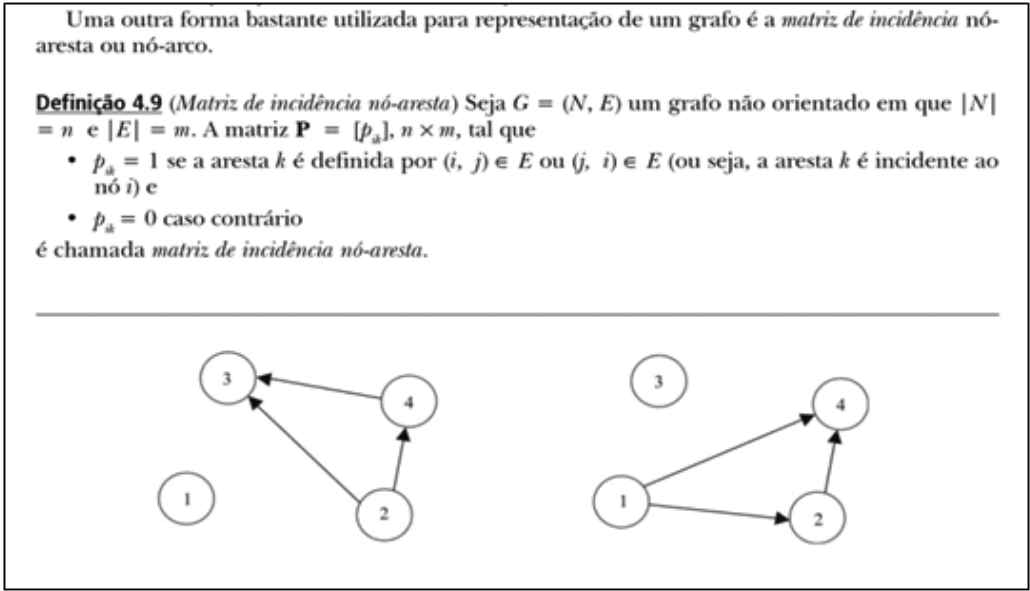 Uma outra forma bastante utilizada para representação de um grafo é a matriz de incidência nó-
aresta ou nó-arco.
Definição 4.9 (Matriz de incidência nó-aresta) Seja G = (N, E) um grafo não orientado em que |N|
= n e |E| = m. A matriz P = [pik], n × m, tal que
• pik = 1 se a aresta k é definida por (i, j) ∈ E ou (j, i) ∈ E (ou seja, a aresta k é incidente ao
nó i) e
• pik = 0 caso contrário
é chamada matriz de incidência nó-aresta.
3
4
1
2
3
4
1
2